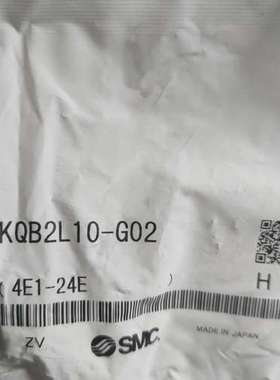 KQB2L10-G02
( 4E1-24E )
H
MADE IN JAPAN
ZV
SMC